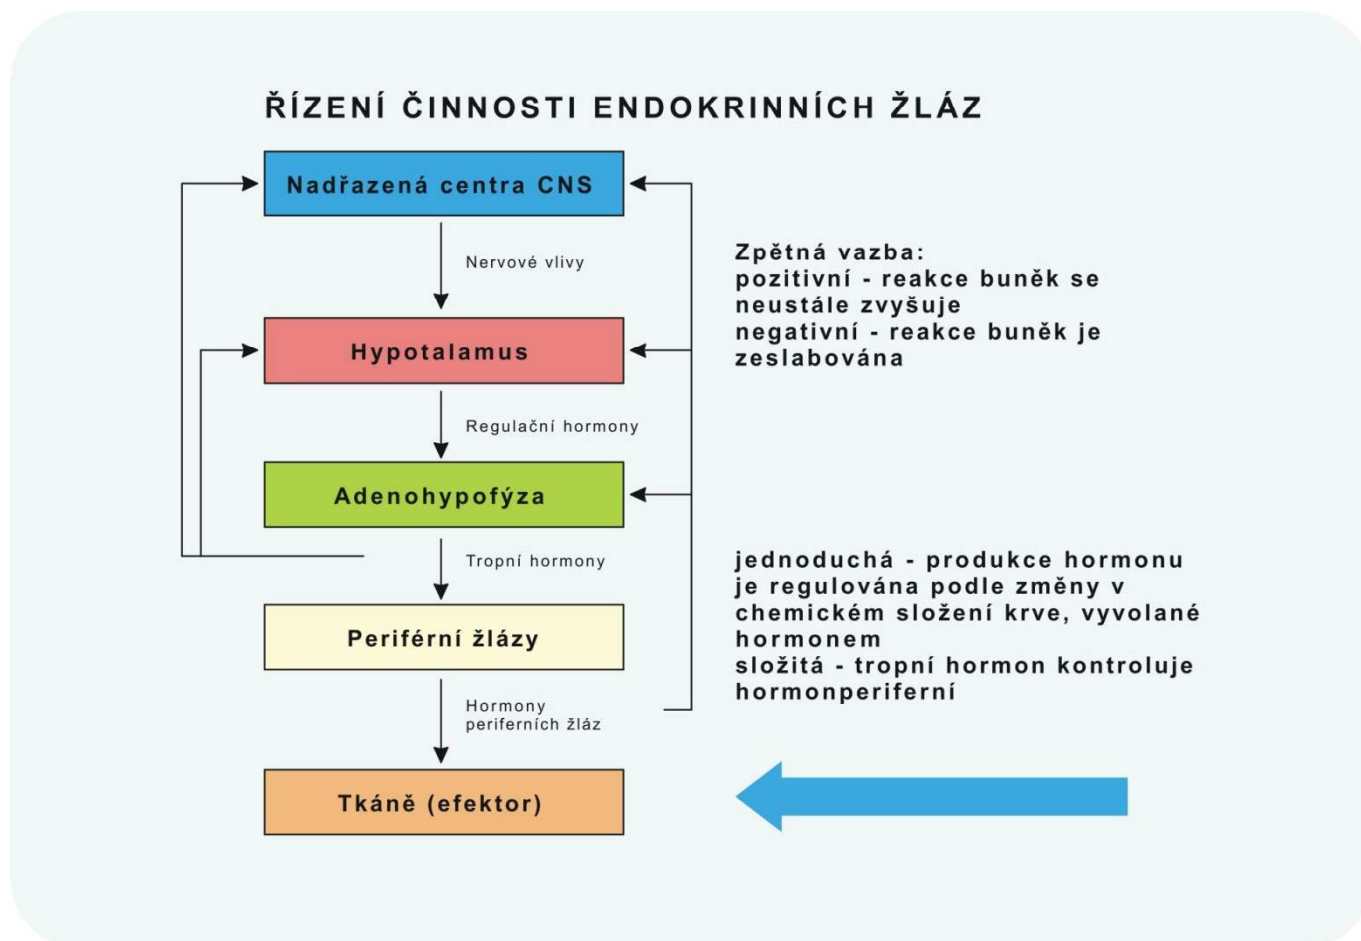 ŘÍZENÍ ČINNOSTI ENDOKRINNÍCH ŽLÁZ
Nadřazená centra CNS
Nervové vlivy
Hypotalamus
Regulační hormony
Adenohypofýza
Tropní hormony
Periférní žlázy
Hormony
periferních žláz
Tkáně (efektor)
Zpětná vazba:
pozitivní - reakce buněk se
neustále zvyšuje
negativní - reakce buněk je
zeslabována
jednoduchá - produkce hormonu
je regulována podle změny v
chemickém složení krve, vyvolané
hormonem
složitá - tropní hormon kontroluje
hormonperiferní